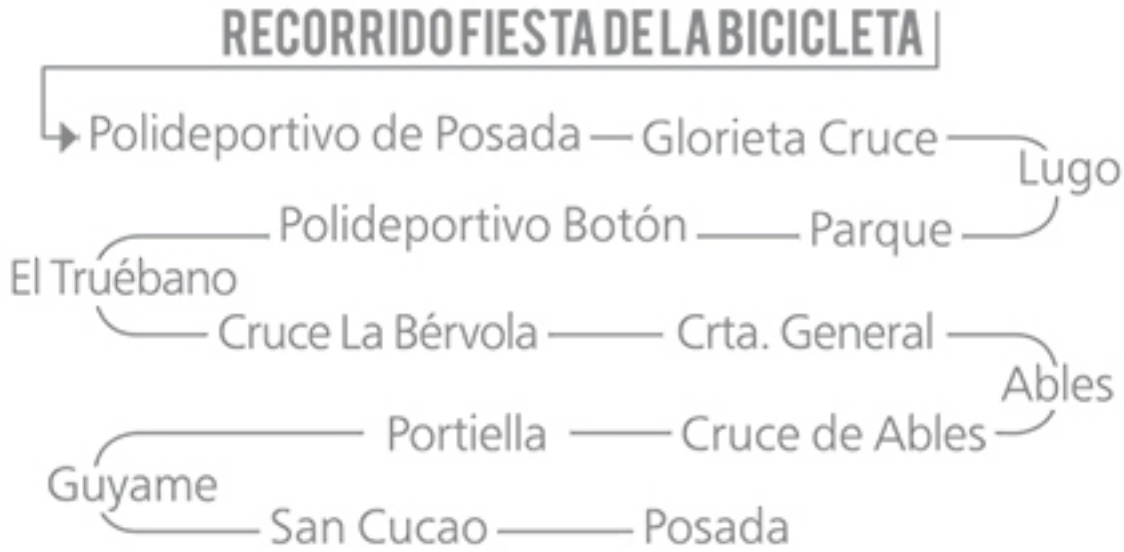 RECORRIDO FIESTA DE LA BICICLETA
Polideportivo de Posada — Glorieta Cruce
Lugo
Polideportivo Botón — Parque
El Truébano
Cruce La Bérvola — Crta. General
Ables
Portiella — Cruce de Ables
Guyame
San Cucao — Posada